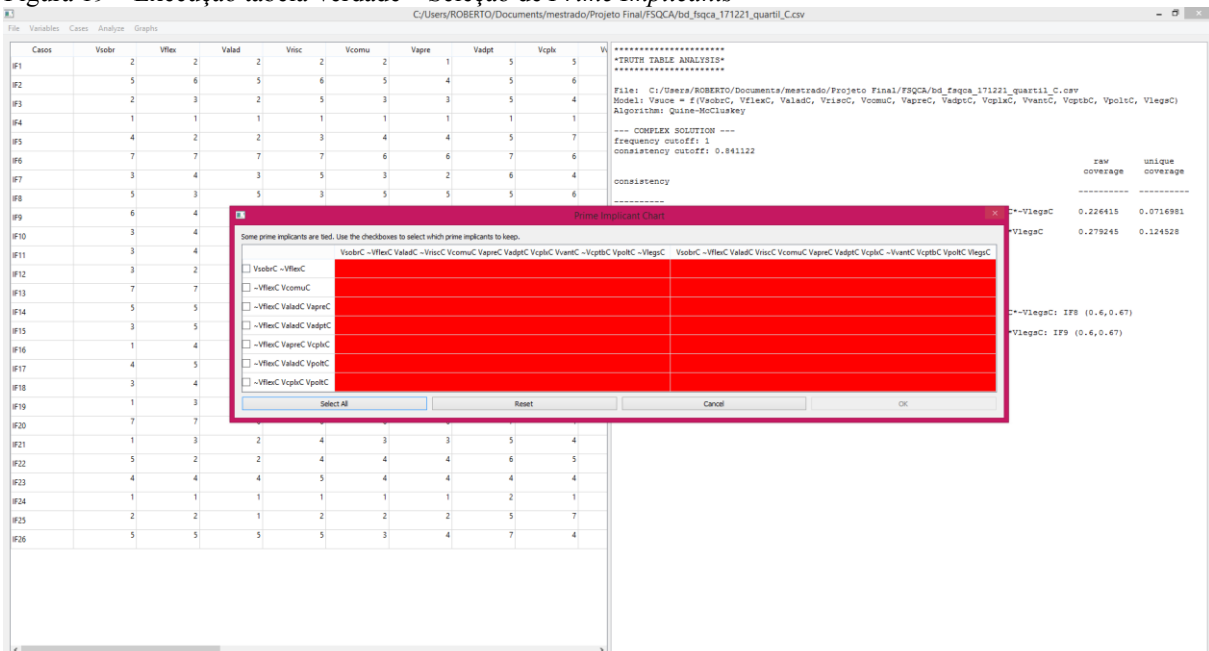 Figura 19 – Execução tabela verdade – Seleção de Prime Implicants
C:/Users/ROBERTO/Documents/mestrado/Projeto Final/FSQCA/bd_fsqca_171221_quartil_C.csv
File Variables Cases Analyze Graphs
Casos Vsobr Vflex Valad Vrisc Vcomu Vapre Vadpt Vcplx
IF1 2 2 2 2 2 1 5 5
IF2 5 6 5 6 5 4 5 6
IF3 2 3 2 5 3 3 5 4
IF4 1 1 1 1 1 1 1 1
IF5 4 2 2 3 4 4 5 7
IF6 7 7 7 7 6 6 7 6
IF7 3 4 3 5 3 2 6 4
IF8 5 3 5 3 5 5 5 6
IF9 6 4
IF10 3 4
IF11 3 4
IF12 3 2
IF13 7 7
IF14 5 5
IF15 3 5
IF16 1 4
IF17 4 5
IF18 3 4
IF19 1 3
IF20 7 7
IF21 1 3 2 4 3 3 5 4
IF22 5 2 2 4 4 4 6 5
IF23 4 4 4 5 4 4 4 4
IF24 1 1 1 1 1 1 2 1
IF25 2 2 1 2 2 2 5 7
IF26 5 5 5 5 3 4 7 4
**********************
*TRUTH TABLE ANALYSIS*
**********************
File: C:/Users/ROBERTO/Documents/mestrado/Projeto Final/FSQCA/bd_fsqca_171221_quartil_C.csv
Model: Vsuce = f(VsobrC, VflexC, ValadC, VriscC, VcomuC, VapreC, VadptC, VcplxC, VvantC, VcptbC, VpoltC, VlegsC)
Algorithm: Quine-McCluskey
--- COMPLEX SOLUTION ---
frequency cutoff: 1
consistency cutoff: 0.841122
raw unique
coverage coverage
consistency
---------- ----------
----------
C*~VlegsC 0.226415 0.0716981
*VlegsC 0.279245 0.124528
C*~VlegsC: IF8 (0.6,0.67)
*VlegsC: IF9 (0.6,0.67)
Prime Implicant Chart
Some prime implicants are tied. Use the checkboxes to select which prime implicants to keep.
VsobrC ~VflexC ValadC ~VriscC VcomuC VapreC VadptC VcplxC VvantC ~VcptbC VpoltC ~VlegsC VsobrC ~VflexC ValadC VriscC VcomuC VapreC VadptC VcplxC ~VvantC VcptbC VpoltC VlegsC
VsobrC ~VflexC
~VflexC VcomuC
~VflexC ValadC VapreC
~VflexC ValadC VadptC
~VflexC VapreC VcplxC
~VflexC ValadC VpoltC
~VflexC VcplxC VpoltC
Select All Reset Cancel OK